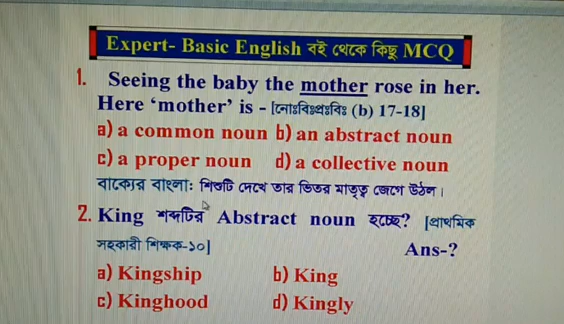 Expert- Basic English বই থেকে কিছু MCQ
1. Seeing the baby the mother rose in her.
Here ‘mother’ is - [নোঃবিঃপ্রঃবিঃ (b) 17-18]
a) a common noun b) an abstract noun
c) a proper noun d) a collective noun
বাক্যের বাংলা: শিশুটি দেখে তার ভিতর মাতৃত্ব জেগে উঠল।
2. King শব্দটির Abstract noun হচ্ছে? [প্রাথমিক
সহকারী শিক্ষক-১০] Ans-?
a) Kingship b) King
c) Kinghood d) Kingly